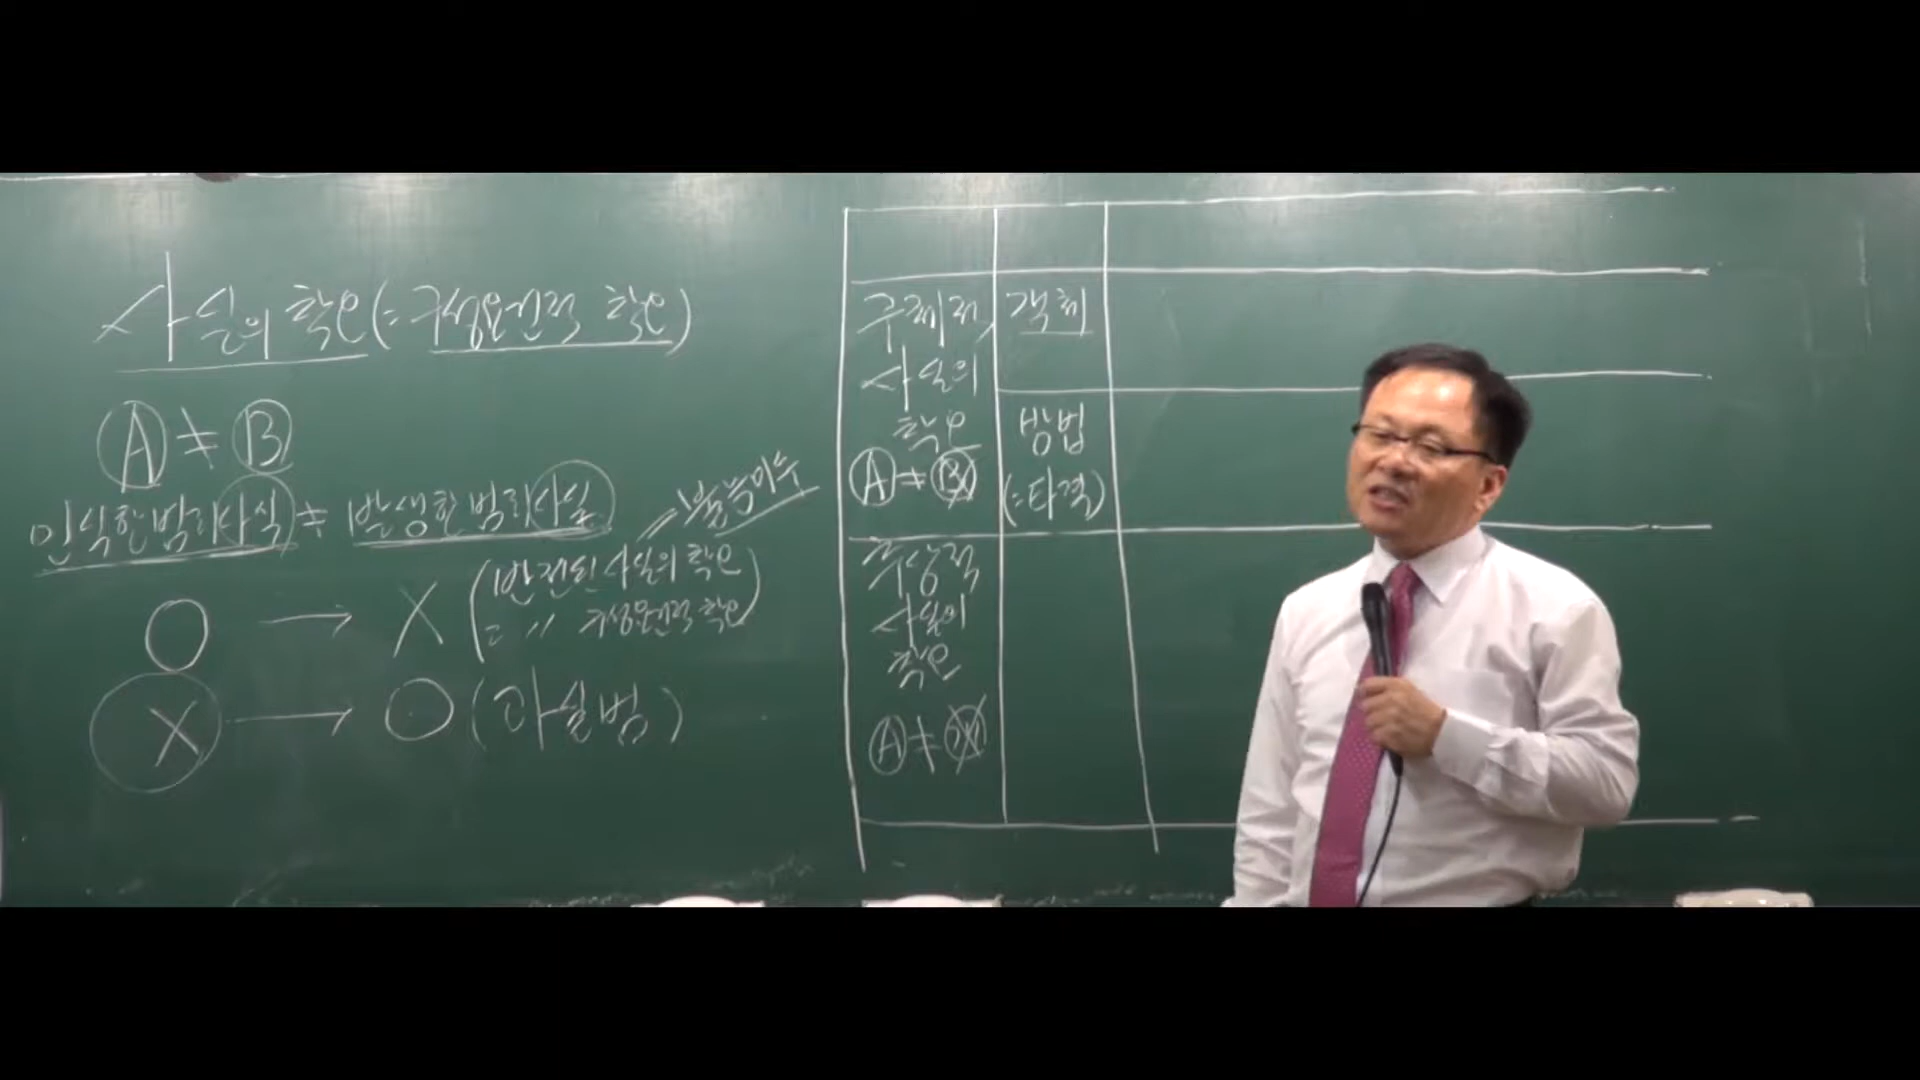 사실의 착오(=구성요건적 착오)
Ⓐ ≠ Ⓑ
인식한 범죄사실 ≠ 발생한 범죄사실
불능미수
○ → X (반전된 사실의 착오
= 〃 구성요건적 착오)
X → ○ (과실범)
구체적
사실의
착오
Ⓐ ≠ Ⓑ
객체
방법
(=타격)
추상적
사실의
착오
Ⓐ ≠